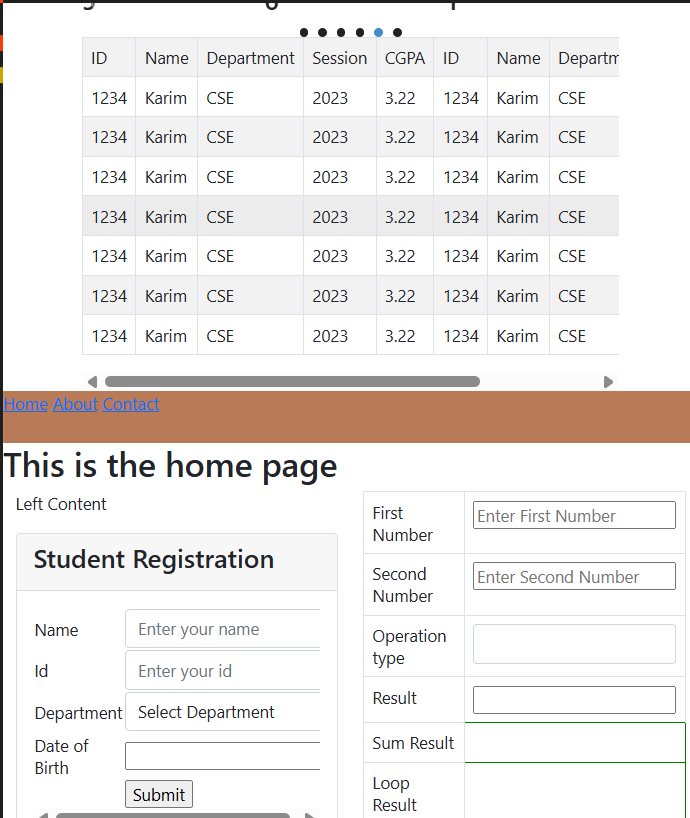 ID Name Department Session CGPA ID Name Departm
1234 Karim CSE 2023 3.22 1234 Karim CSE
1234 Karim CSE 2023 3.22 1234 Karim CSE
1234 Karim CSE 2023 3.22 1234 Karim CSE
1234 Karim CSE 2023 3.22 1234 Karim CSE
1234 Karim CSE 2023 3.22 1234 Karim CSE
1234 Karim CSE 2023 3.22 1234 Karim CSE
1234 Karim CSE 2023 3.22 1234 Karim CSE
Home About Contact
This is the home page
Left Content
Student Registration
Name Enter your name
Id Enter your id
Department Select Department
Date of
Birth
Submit
First
Number
Enter First Number
Second
Number
Enter Second Number
Operation
type
Result
Sum Result
Loop
Result